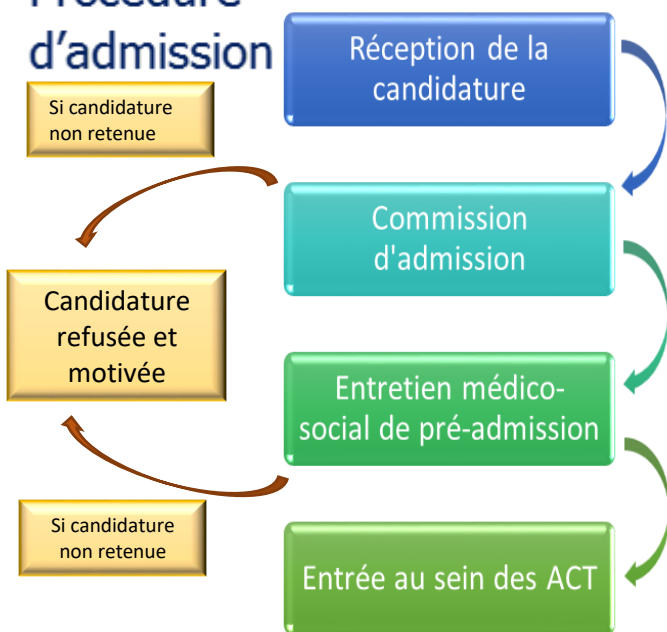 Procédure
d’admission
Réception de la
candidature
Si candidature
non retenue
Commission
d'admission
Candidature
refusée et
motivée
Entretien médico-
social de pré-admission
Si candidature
non retenue
Entrée au sein des ACT